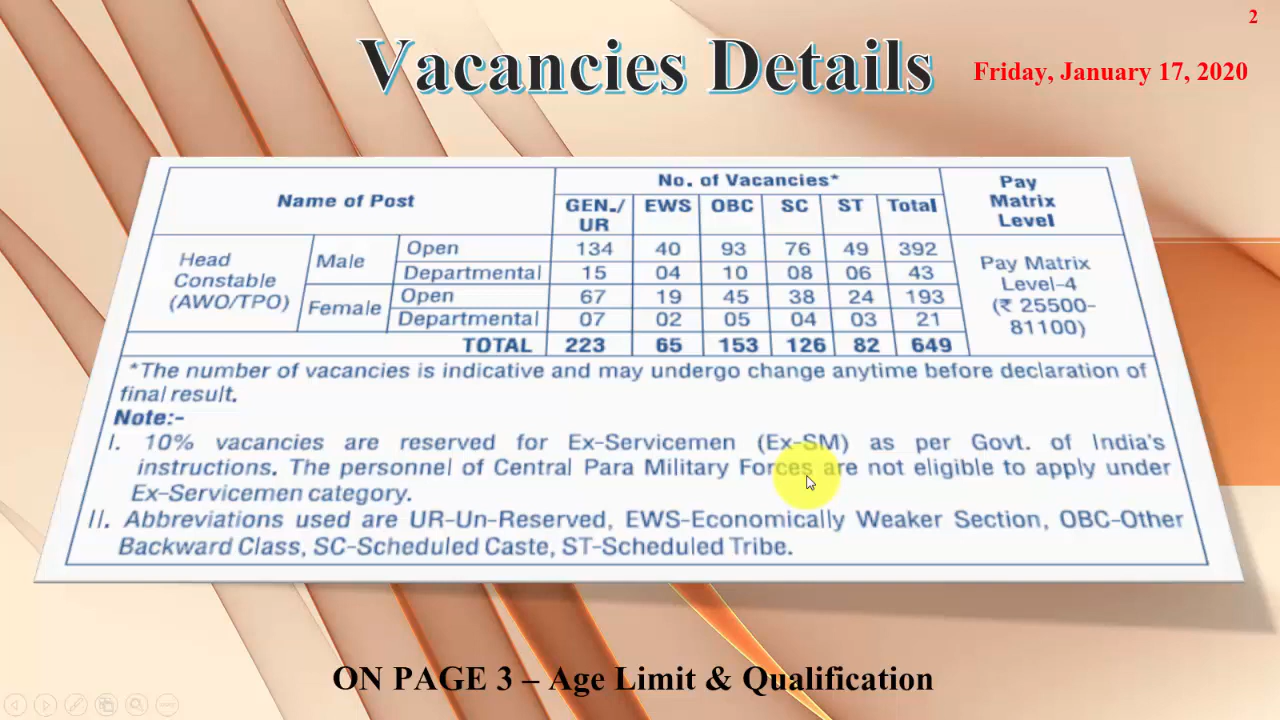 2
Vacancies Details
Friday, January 17, 2020
Name of Post
No. of Vacancies*
Pay Matrix Level
GEN./UR EWS OBC SC ST Total
Head Constable (AWO/TPO)
Male
Open 134 40 93 76 49 392
Departmental 15 04 10 08 06 43
Female
Open 67 19 45 38 24 193
Departmental 07 02 05 04 03 21
Pay Matrix
Level-4
(₹ 25500-
81100)
TOTAL 223 65 153 126 82 649
*The number of vacancies is indicative and may undergo change anytime before declaration of
final result.
Note:-
I. 10% vacancies are reserved for Ex-Servicemen (Ex-SM) as per Govt. of India's
instructions. The personnel of Central Para Military Forces are not eligible to apply under
Ex-Servicemen category.
II. Abbreviations used are UR-Un-Reserved, EWS-Economically Weaker Section, OBC-Other
Backward Class, SC-Scheduled Caste, ST-Scheduled Tribe.
ON PAGE 3 – Age Limit & Qualification